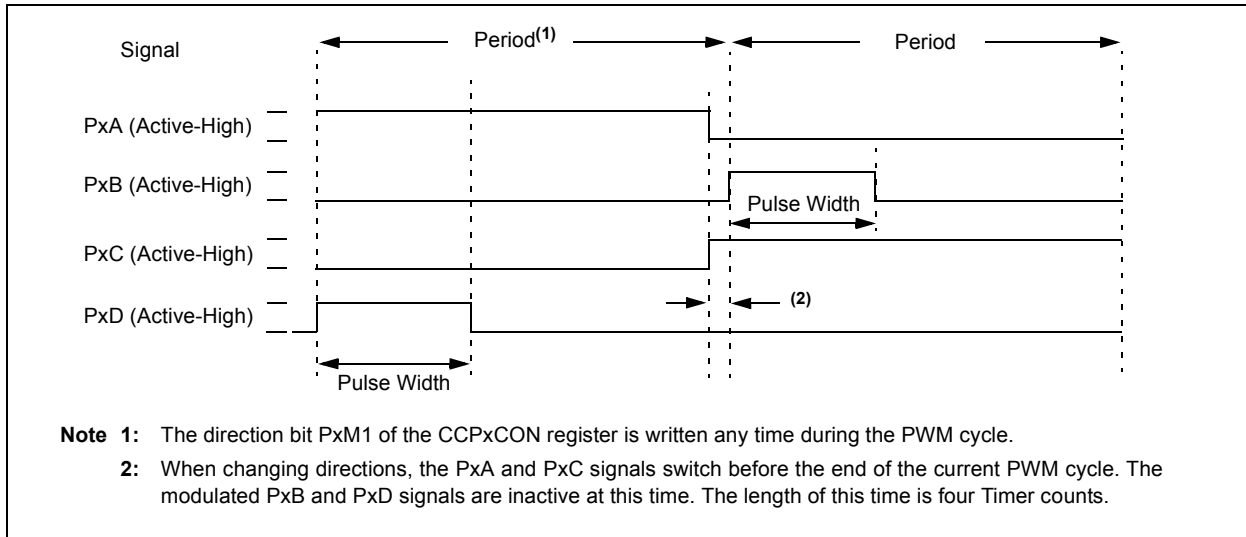 Signal
Period(1)
Period
PxA (Active-High)
PxB (Active-High)
Pulse Width
PxC (Active-High)
(2)
PxD (Active-High)
Pulse Width
Note 1: The direction bit PxM1 of the CCPxCON register is written any time during the PWM cycle.
2: When changing directions, the PxA and PxC signals switch before the end of the current PWM cycle. The
modulated PxB and PxD signals are inactive at this time. The length of this time is four Timer counts.